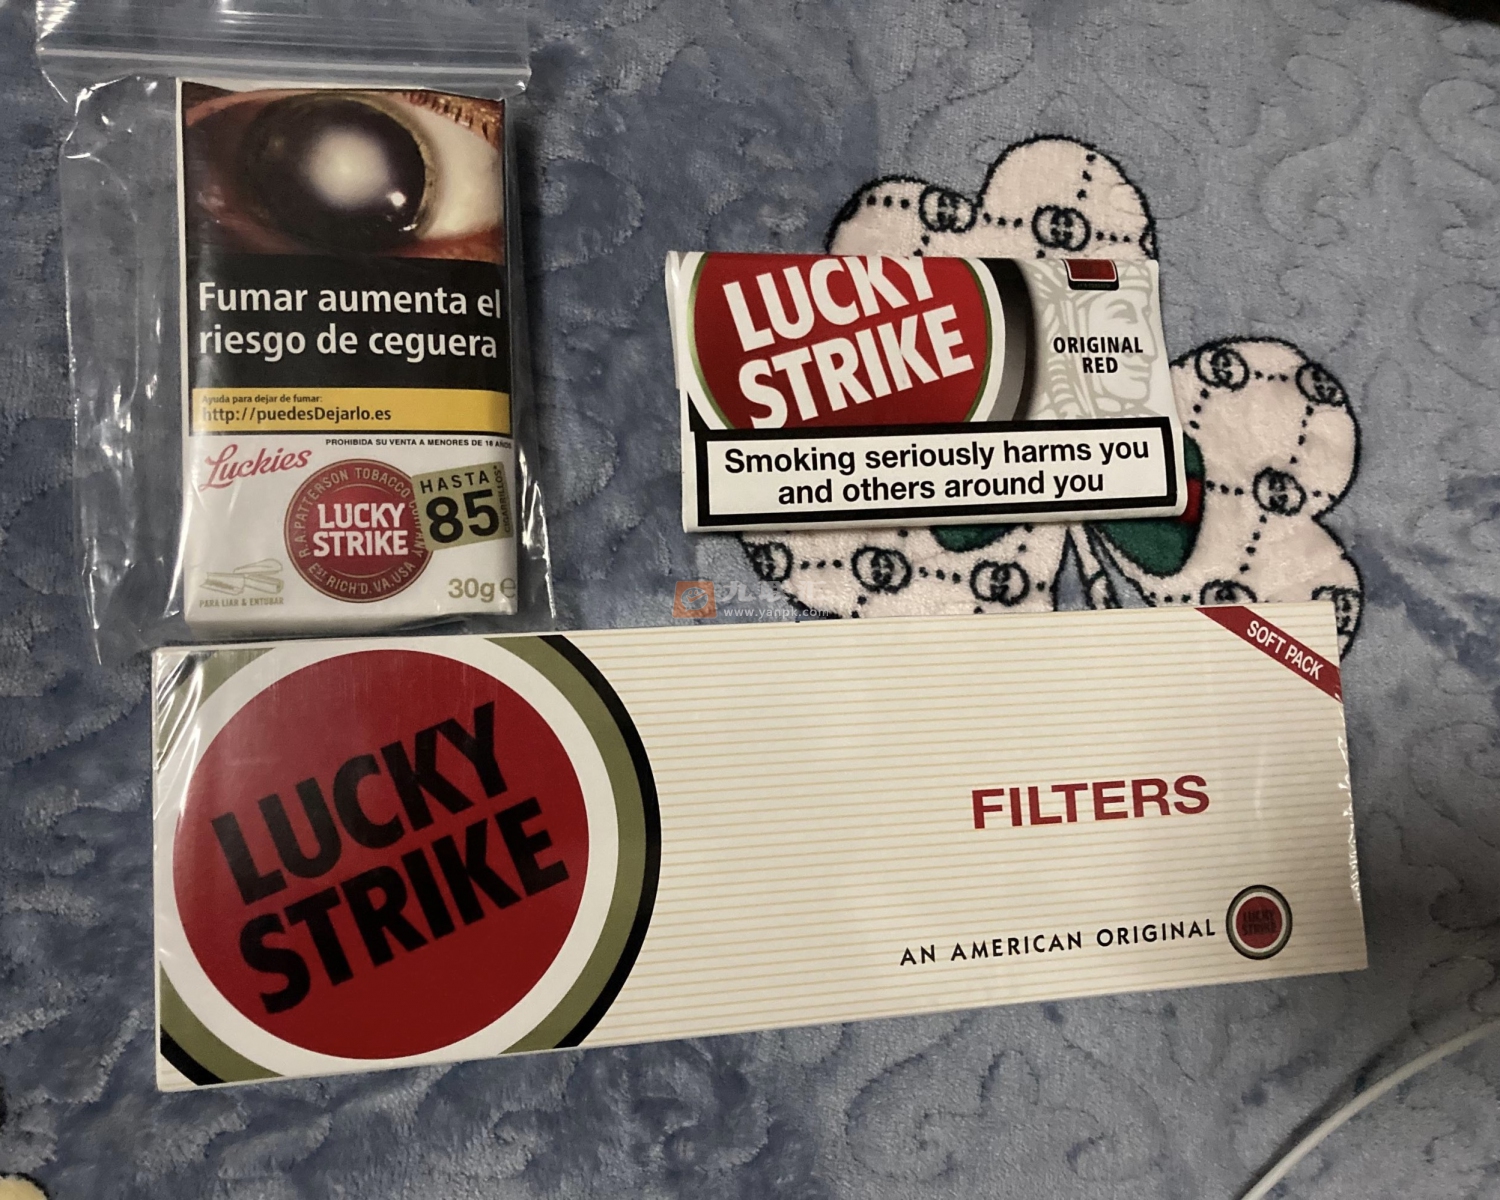 Fumar aumenta el
riesgo de ceguera
Ayuda para dejar de fumar:
http://puedesDejarlo.es
PROHIBIDA SU VENTA A MENORES DE 18 AÑOS
Luckies
R.A. PATTERSON TOBACCO COMPANY
LUCKY
STRIKE
EST RICH'D. VA. USA
HASTA
85
CIGARRILLOS*
PARA LIAR & ENTUBAR
30g e
LUCKY
STRIKE
ORIGINAL
RED
Smoking seriously harms you
and others around you
www.yanpk.com
SOFT PACK
LUCKY
STRIKE
FILTERS
AN AMERICAN ORIGINAL
LUCKY
STRIKE